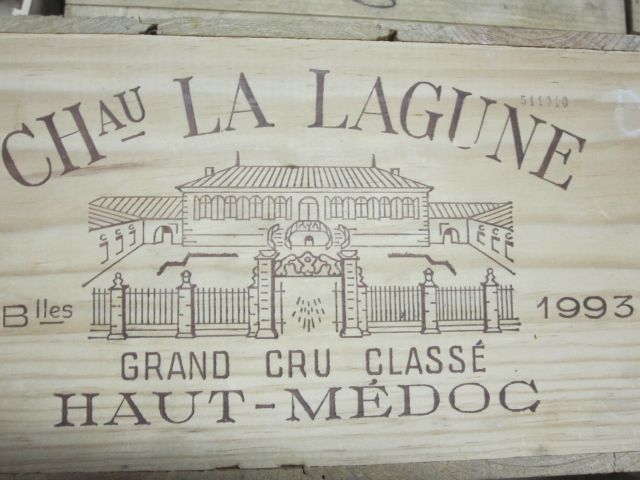 CHau LA LAGUNE
511010
Blles 1993
GRAND CRU CLASSÉ
HAUT-MÉDOC